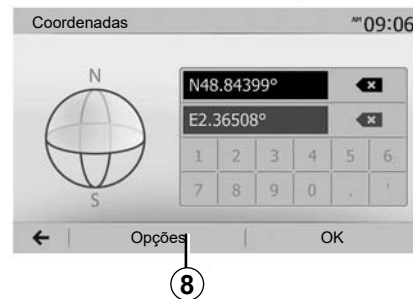 Coordenadas AM 09:06
N
S
N48.84399°
E2.36508°
1 2 3 4 5 6
7 8 9 0 . '
Opções OK
8